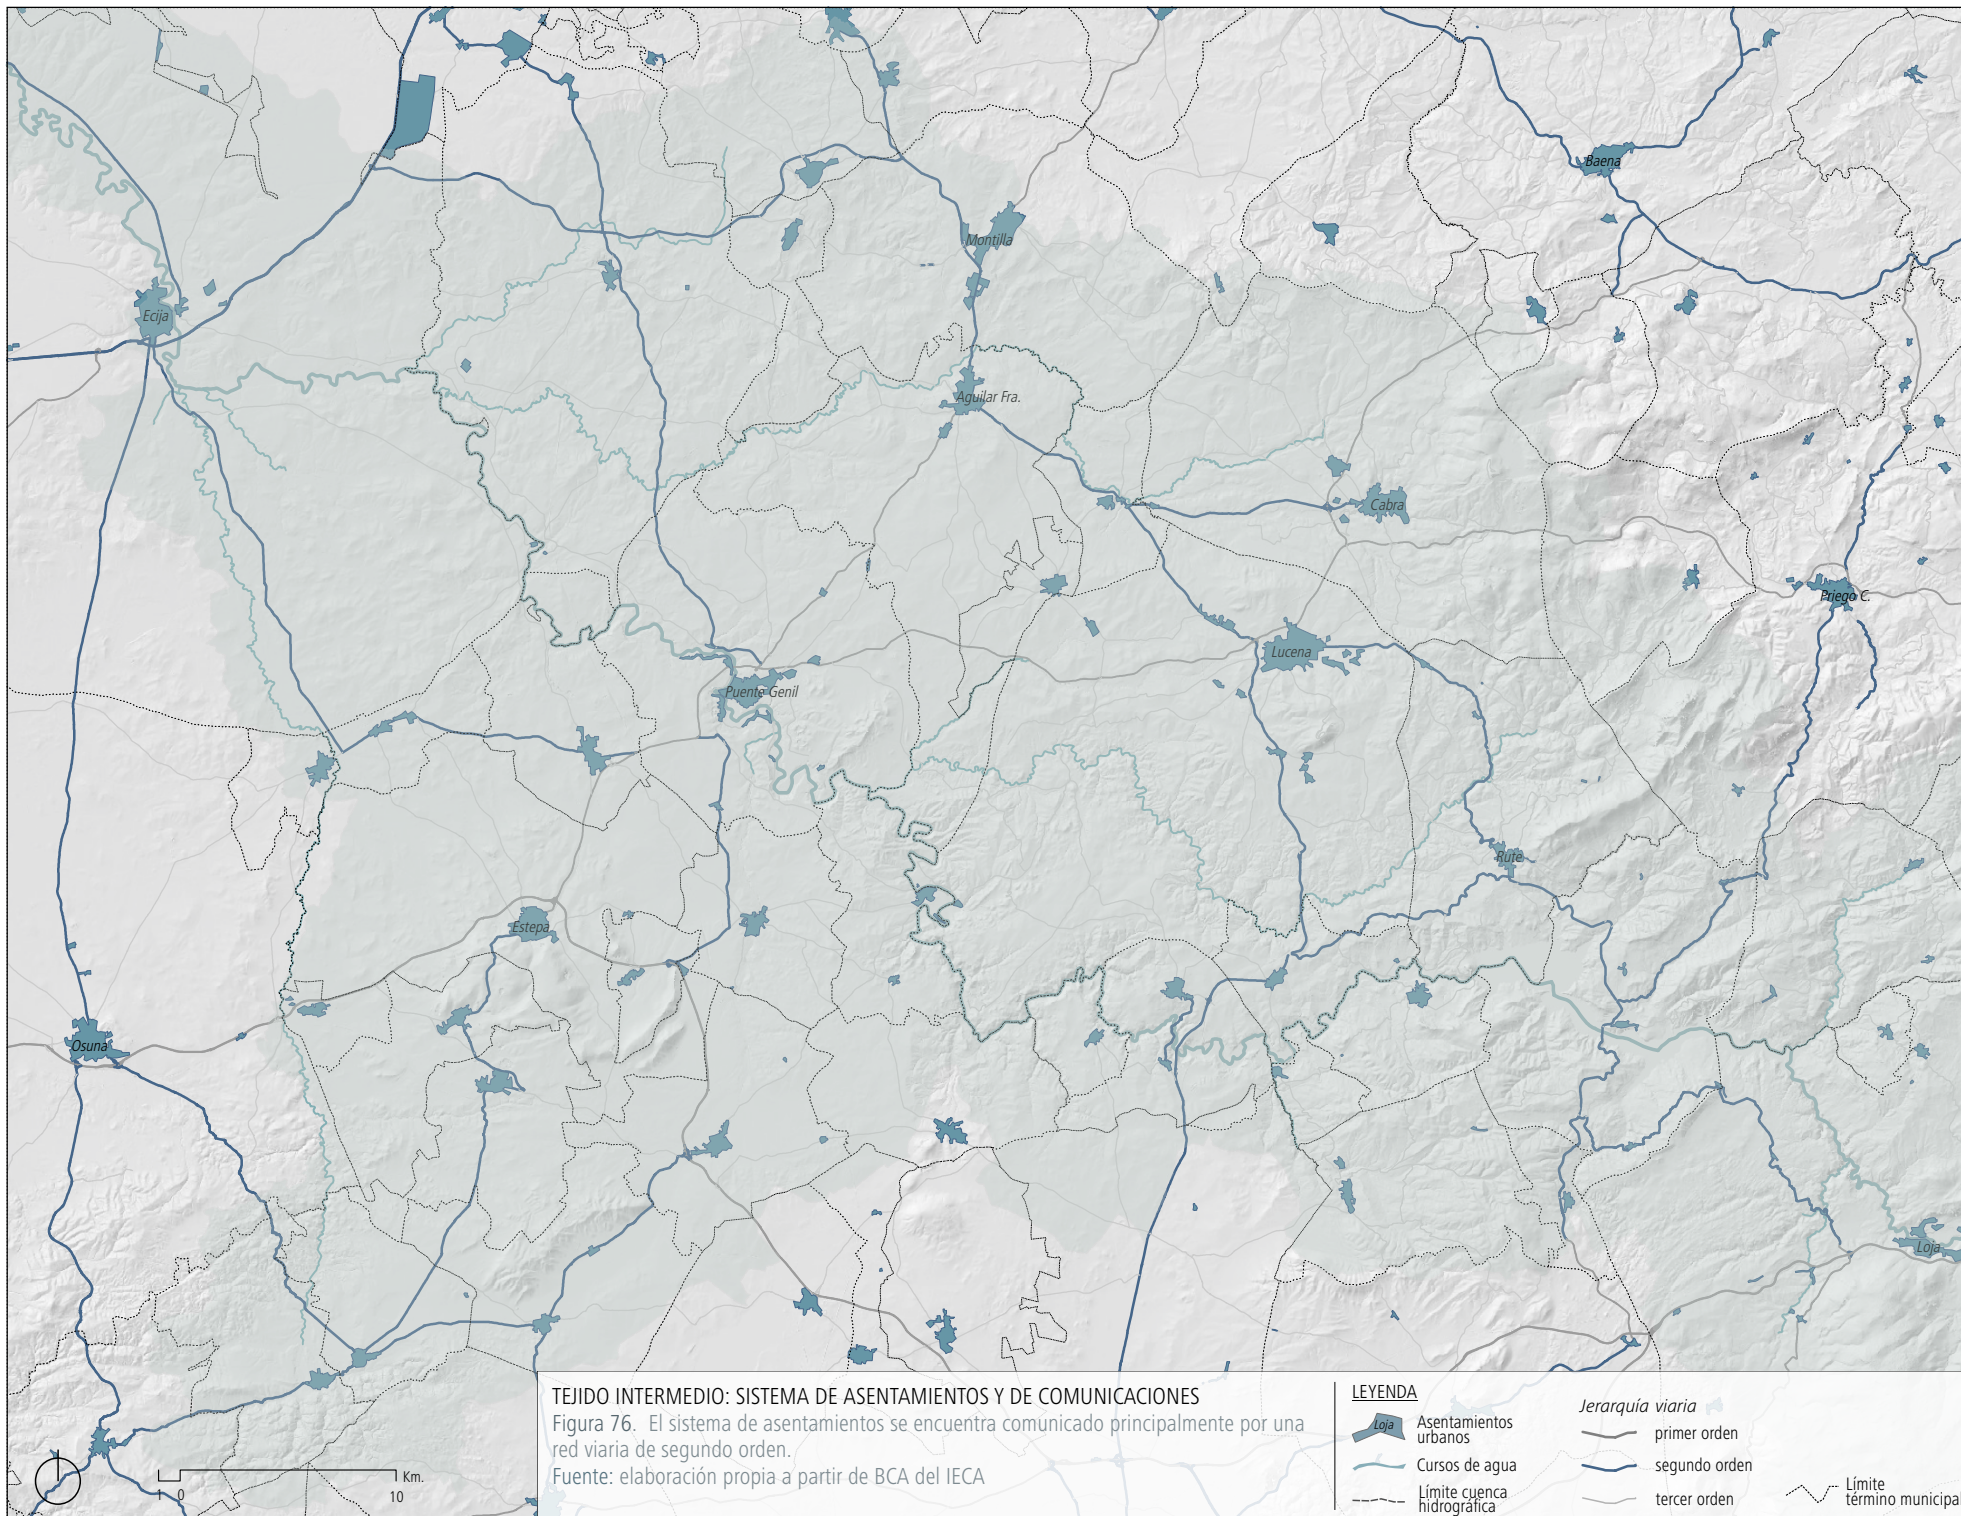 Baena
Montilla
Ecija
Aguilar Fra.
Cabra
Priego C.
Lucena
Puente Genil
Rute
Estepa
Osuna
Loja
TEJIDO INTERMEDIO: SISTEMA DE ASENTAMIENTOS Y DE COMUNICACIONES
Figura 76. El sistema de asentamientos se encuentra comunicado principalmente por una
red viaria de segundo orden.
Fuente: elaboración propia a partir de BCA del IECA
1 0
10
Km.
LEYENDA
Loja
Asentamientos
urbanos
Cursos de agua
Límite cuenca
hidrográfica
Jerarquía viaria
primer orden
segundo orden
tercer orden
Límite
término municipal